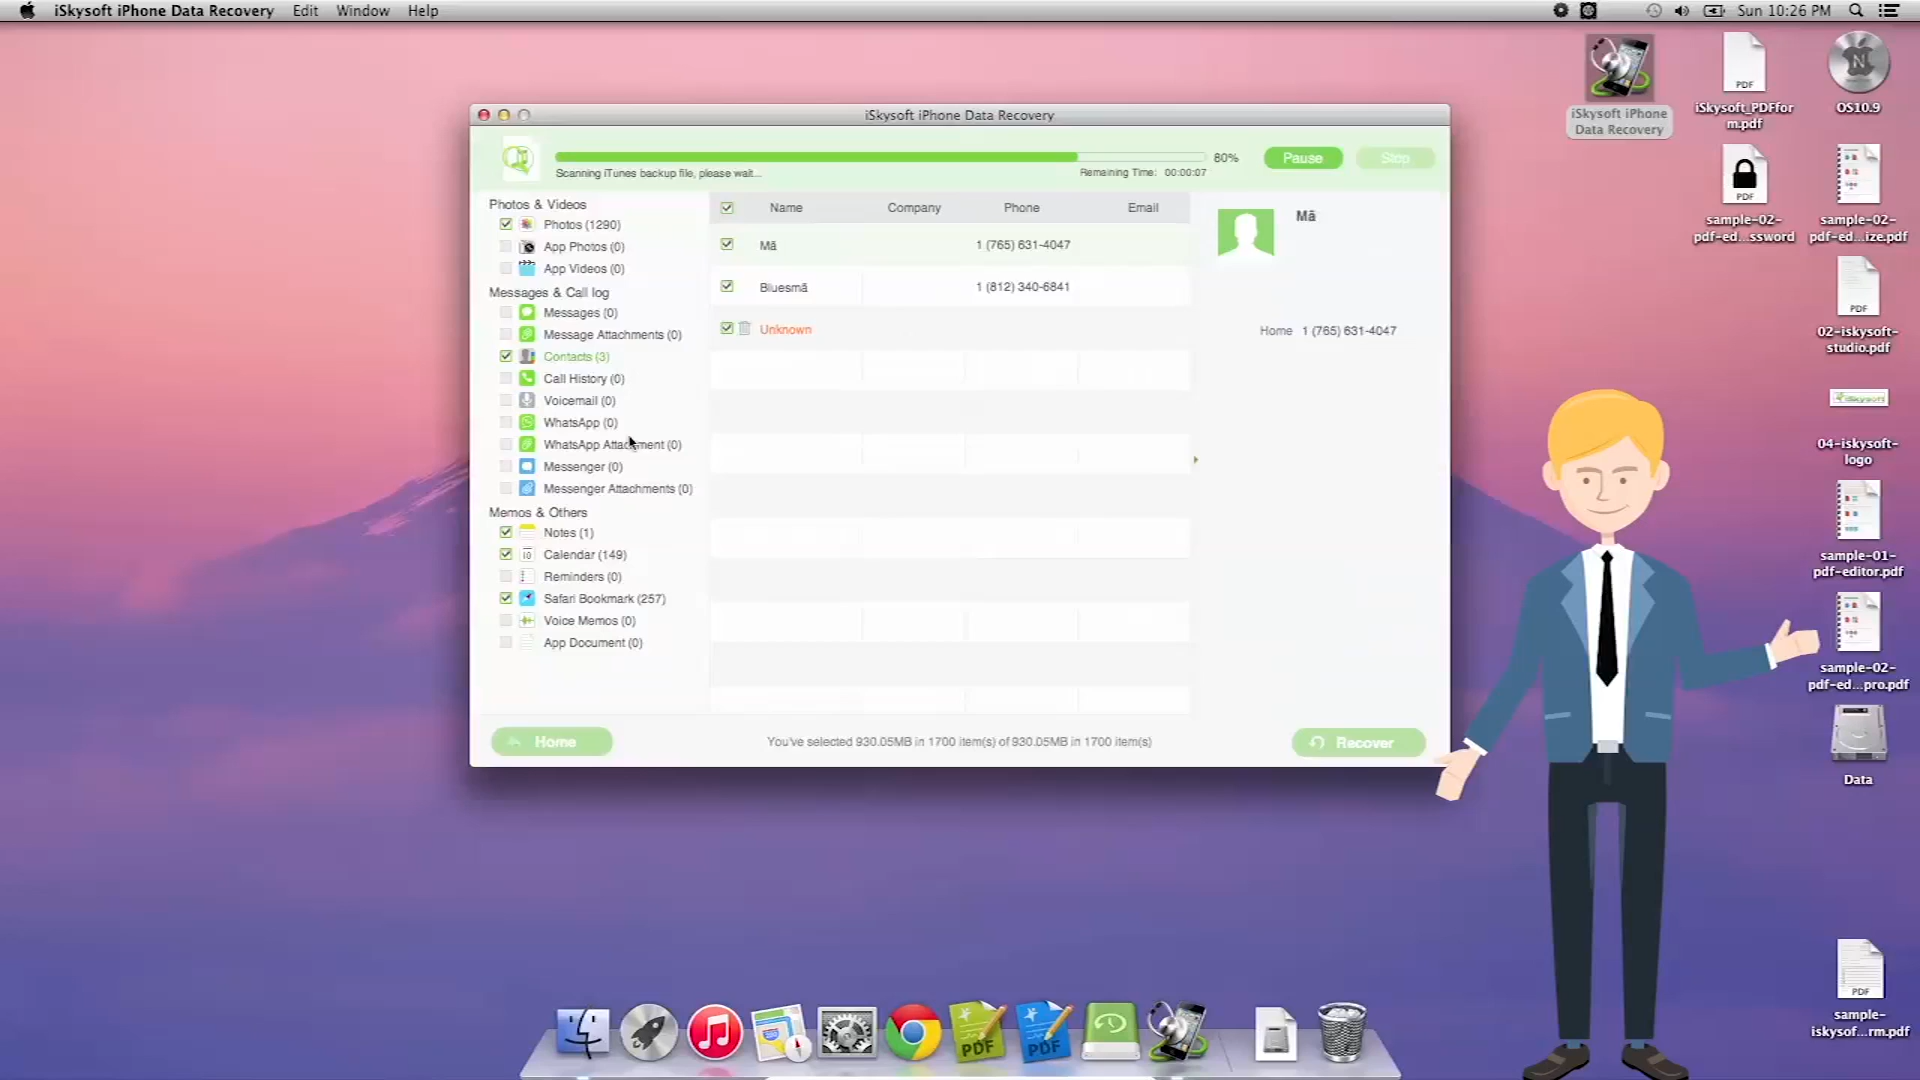 iSkysoft iPhone Data Recovery Edit Window Help
Sun 10:26 PM
iSkysoft iPhone Data Recovery
80%
Pause
Stop
Scanning iTunes backup file, please wait...
Remaining Time: 00:00:07
Photos & Videos
Photos (1290)
App Photos (0)
App Videos (0)
Messages & Call log
Messages (0)
Message Attachments (0)
Contacts (3)
Call History (0)
Voicemail (0)
WhatsApp (0)
WhatsApp Attachment (0)
Messenger (0)
Messenger Attachments (0)
Memos & Others
Notes (1)
Calendar (149)
Reminders (0)
Safari Bookmark (257)
Voice Memos (0)
App Document (0)
Name Company Phone Email
Mã 1 (765) 631-4047
Bluesmã 1 (812) 340-6841
Unknown
Mã
Home 1 (765) 631-4047
Home
You've selected 930.05MB in 1700 item(s) of 930.05MB in 1700 item(s)
Recover
iSkysoft iPhone
Data Recovery
PDF
iSkysoft_PDFfor
m.pdf
N
OS10.9
PDF
sample-02-
pdf-ed...ssword
sample-02-
pdf-ed...ize.pdf
PDF
02-iskysoft-
studio.pdf
iSkysoft
04-iskysoft-
logo
sample-01-
pdf-editor.pdf
sample-02-
pdf-ed...pro.pdf
Data
PDF
sample-
iskysof...rm.pdf
PDF
PDF